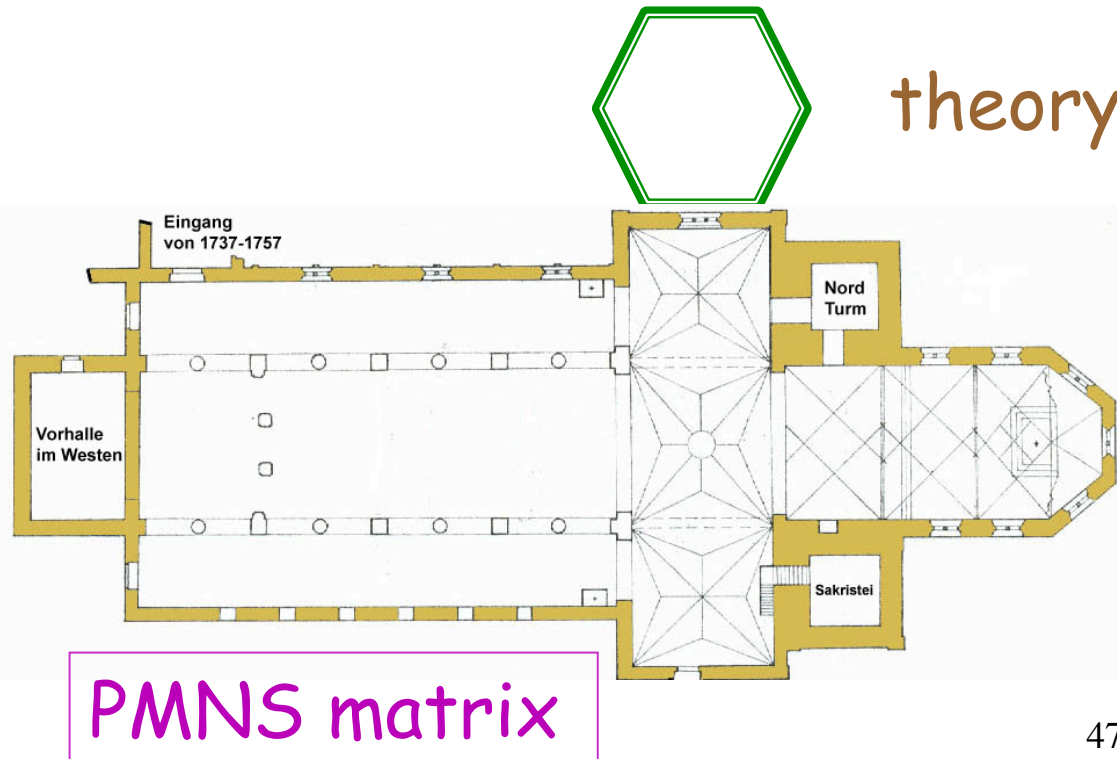 theory
Eingang
von 1737-1757
Nord
Turm
Vorhalle
im Westen
Sakristei
PMNS matrix
47